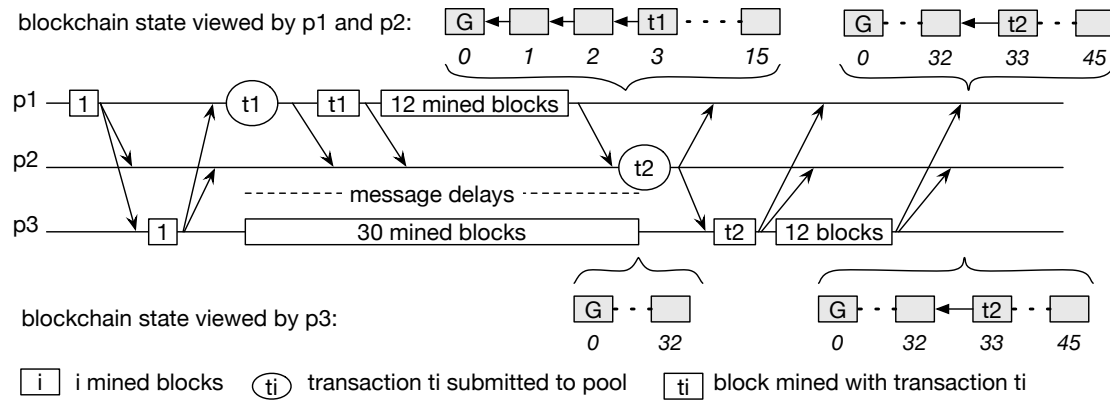 blockchain state viewed by p1 and p2:
G t1 G t2
0 1 2 3 15 0 32 33 45
p1 1 t1 t1 12 mined blocks
p2 t2
message delays
p3 1 30 mined blocks t2 12 blocks
G G t2
blockchain state viewed by p3:
0 32 0 32 33 45
i i mined blocks ti transaction ti submitted to pool ti block mined with transaction ti